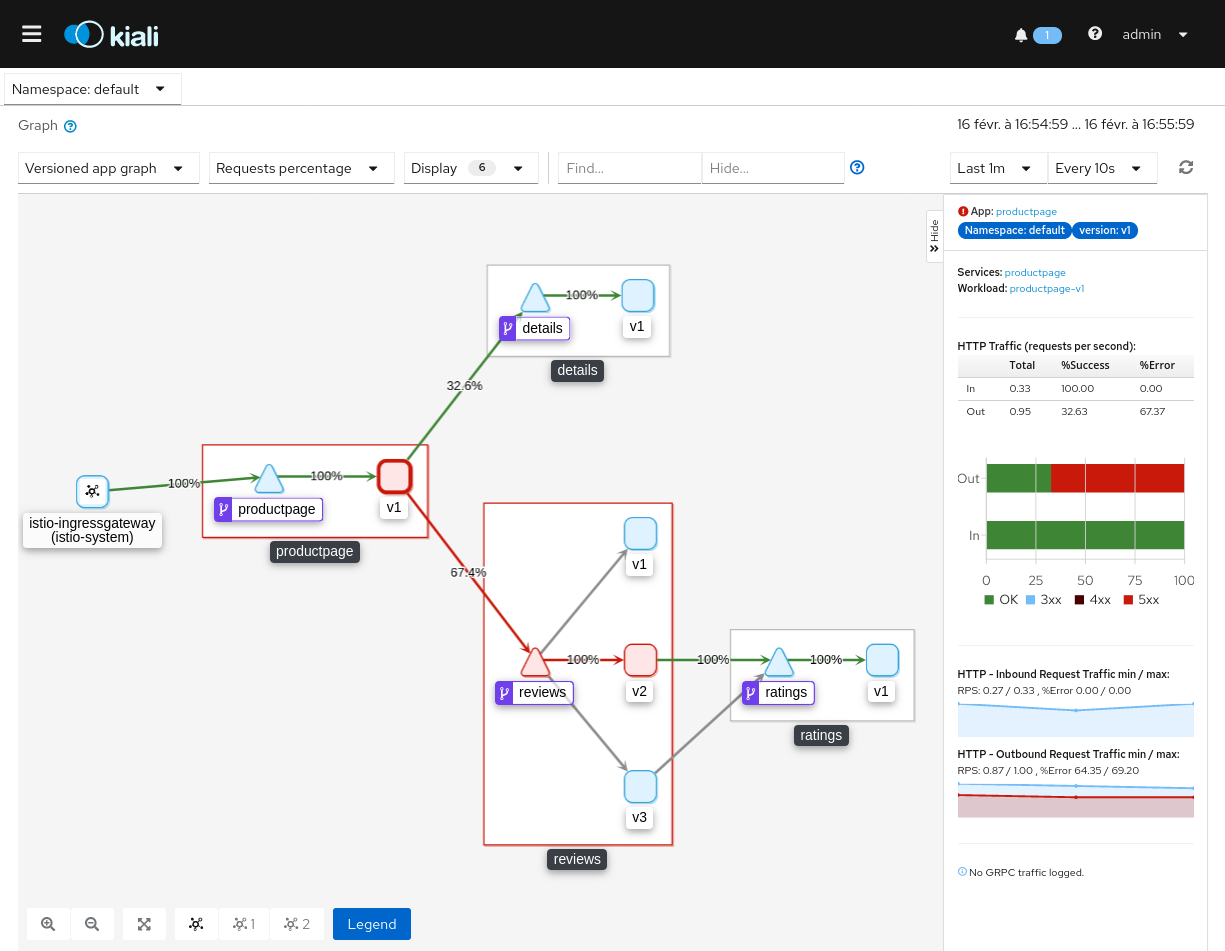 kiali
1
admin
Namespace: default
Graph
16 févr. à 16:54:59 ... 16 févr. à 16:55:59
Versioned app graph
Requests percentage
Display 6
Find...
Hide...
Last 1m
Every 10s
Hide
100%
details
v1
details
32.6%
100%
100%
productpage
v1
productpage
istio-ingressgateway
(istio-system)
67.4%
v1
100%
reviews
v2
v3
reviews
100%
100%
ratings
v1
ratings
1
2
Legend
App: productpage
Namespace: default version: v1
Services: productpage
Workload: productpage-v1
HTTP Traffic (requests per second):
Total %Success %Error
In 0.33 100.00 0.00
Out 0.95 32.63 67.37
Out
In
0 25 50 75 100
OK 3xx 4xx 5xx
HTTP - Inbound Request Traffic min / max:
RPS: 0.27 / 0.33 , %Error 0.00 / 0.00
HTTP - Outbound Request Traffic min / max:
RPS: 0.87 / 1.00 , %Error 64.35 / 69.20
No GRPC traffic logged.